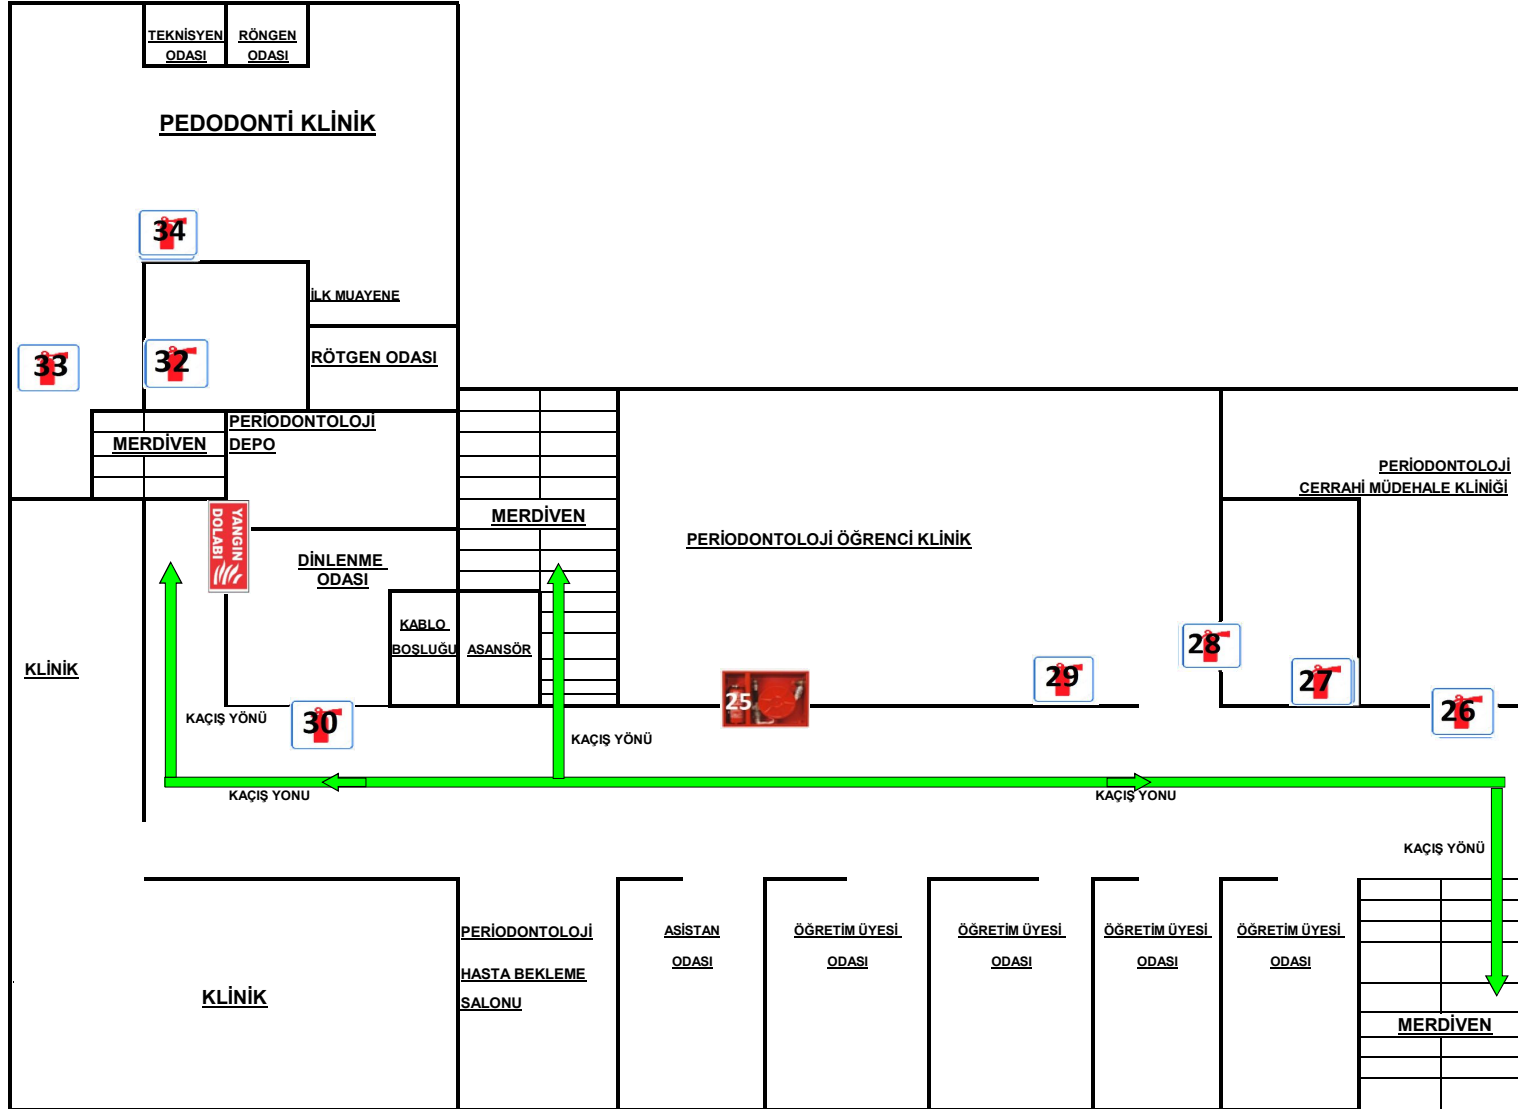 TEKNİSYEN
ODASI
RÖNGEN
ODASI
PEDODONTİ KLİNİK
34
İLK MUAYENE
33
32
RÖTGEN ODASI
MERDİVEN
PERİODONTOLOJİ
DEPO
PERİODONTOLOJİ
CERRAHİ MÜDEHALE KLİNİĞİ
YANGIN
DOLABI
MERDİVEN
PERİODONTOLOJİ ÖĞRENCİ KLİNİK
DİNLENME
ODASI
KABLO
BOŞLUĞU
ASANSÖR
KLİNİK
28
29
27
25
26
30
KAÇIŞ YÖNÜ
KAÇIŞ YÖNÜ
KAÇIŞ YONU
KAÇIŞ YONU
KAÇIŞ YÖNÜ
PERİODONTOLOJİ
HASTA BEKLEME
SALONU
ASİSTAN
ODASI
ÖĞRETİM ÜYESİ
ODASI
ÖĞRETİM ÜYESİ
ODASI
ÖĞRETİM ÜYESİ
ODASI
ÖĞRETİM ÜYESİ
ODASI
KLİNİK
MERDİVEN